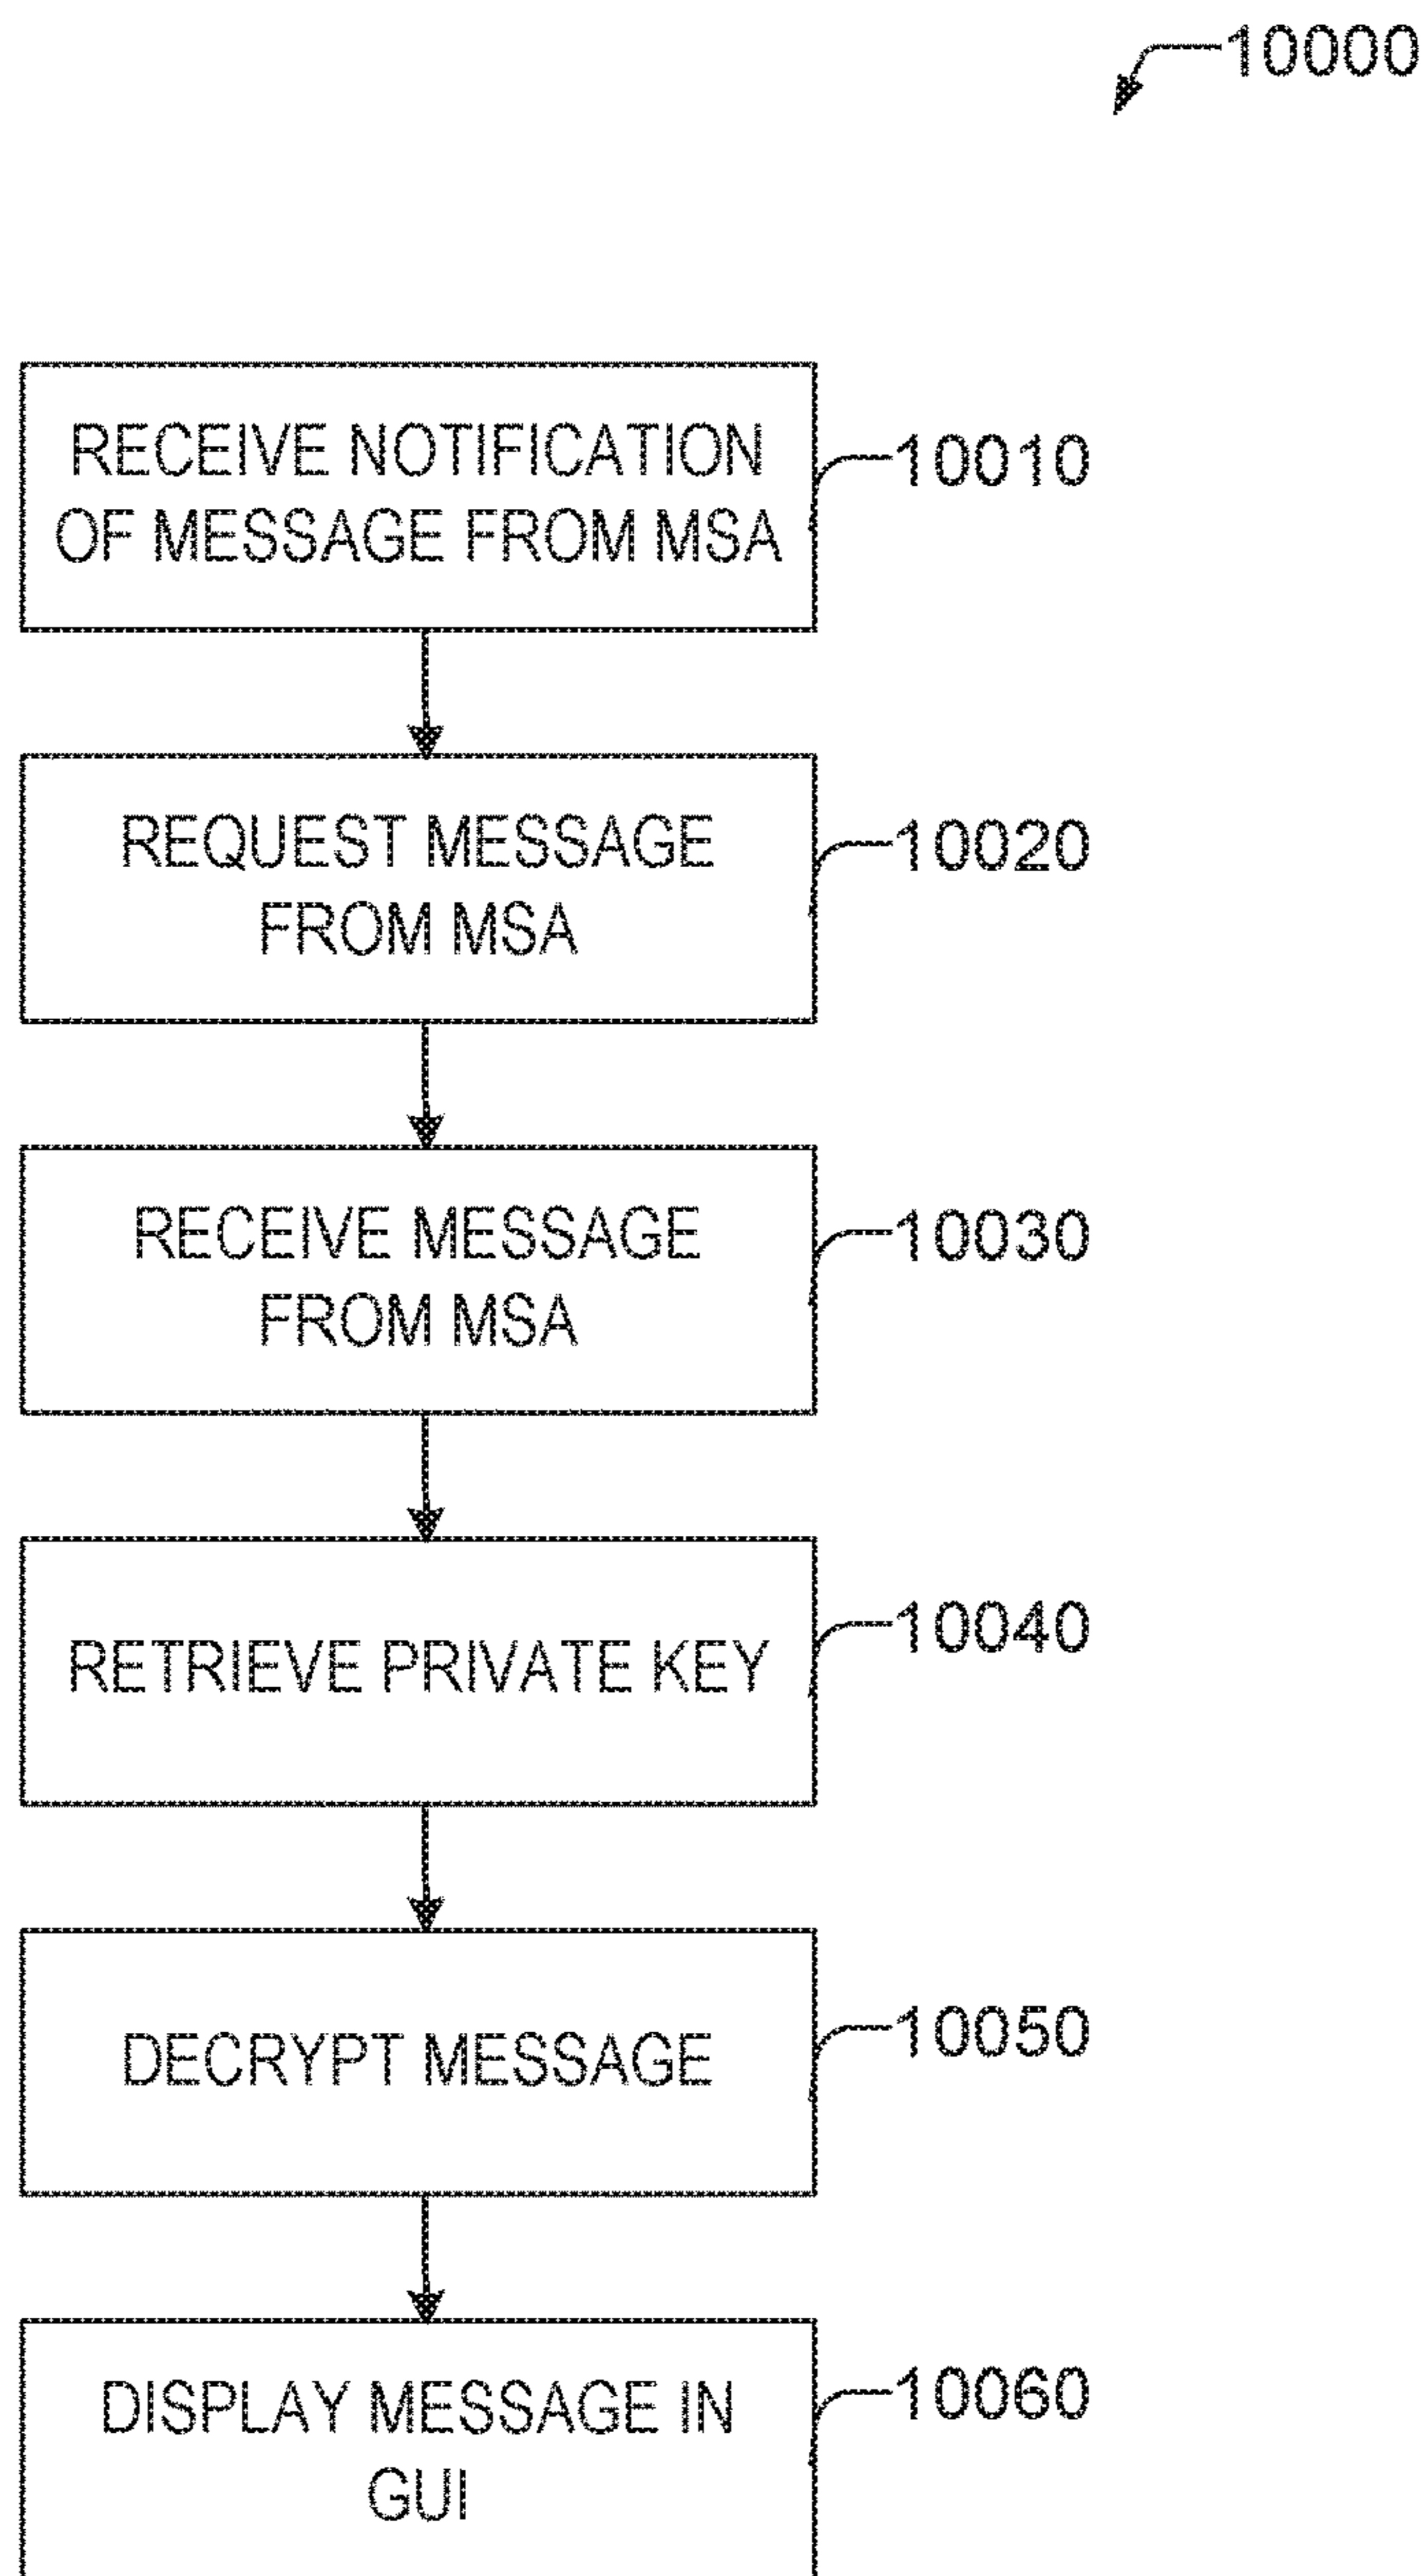 10000
RECEIVE NOTIFICATION
OF MESSAGE FROM MSA
10010
REQUEST MESSAGE
FROM MSA
10020
RECEIVE MESSAGE
FROM MSA
10030
RETRIEVE PRIVATE KEY
10040
DECRYPT MESSAGE
10050
DISPLAY MESSAGE IN
GUI
10060